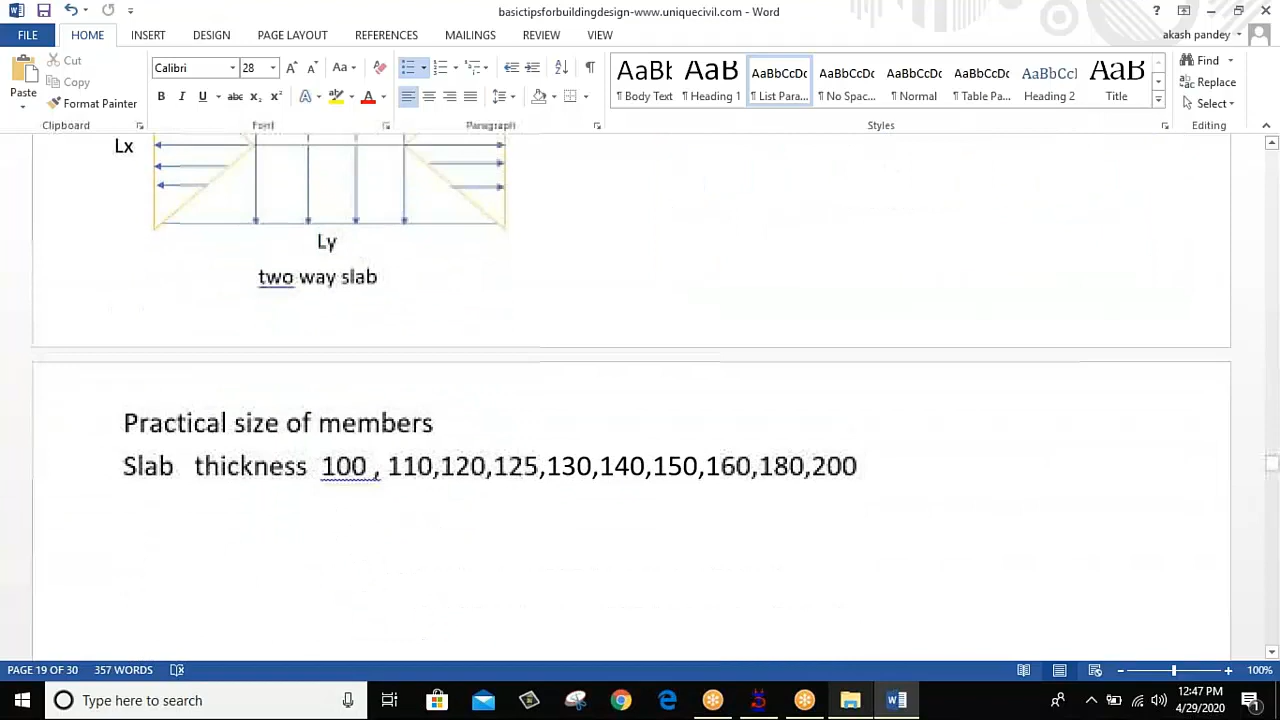 basictipsforbuildingdesign-www.uniquecivil.com - Word
FILE HOME INSERT DESIGN PAGE LAYOUT REFERENCES MAILINGS REVIEW VIEW akash pandey
Paste Cut Copy Format Painter
Calibri 28
AaBb AaB AaBbCcDc AaBbCcDc AaBbCcDc AaBbCcDc AaBbCcI AaB
¶ Body Text ¶ Heading 1 ¶ List Para... ¶ No Spac... ¶ Normal ¶ Table Pa... Heading 2 Title
Find Replace Select
Clipboard Font Paragraph Styles Editing
Lx
Ly
two way slab
Practical size of members
Slab thickness 100 , 110,120,125,130,140,150,160,180,200
PAGE 19 OF 30 357 WORDS 100%
Type here to search
12:47 PM
4/29/2020